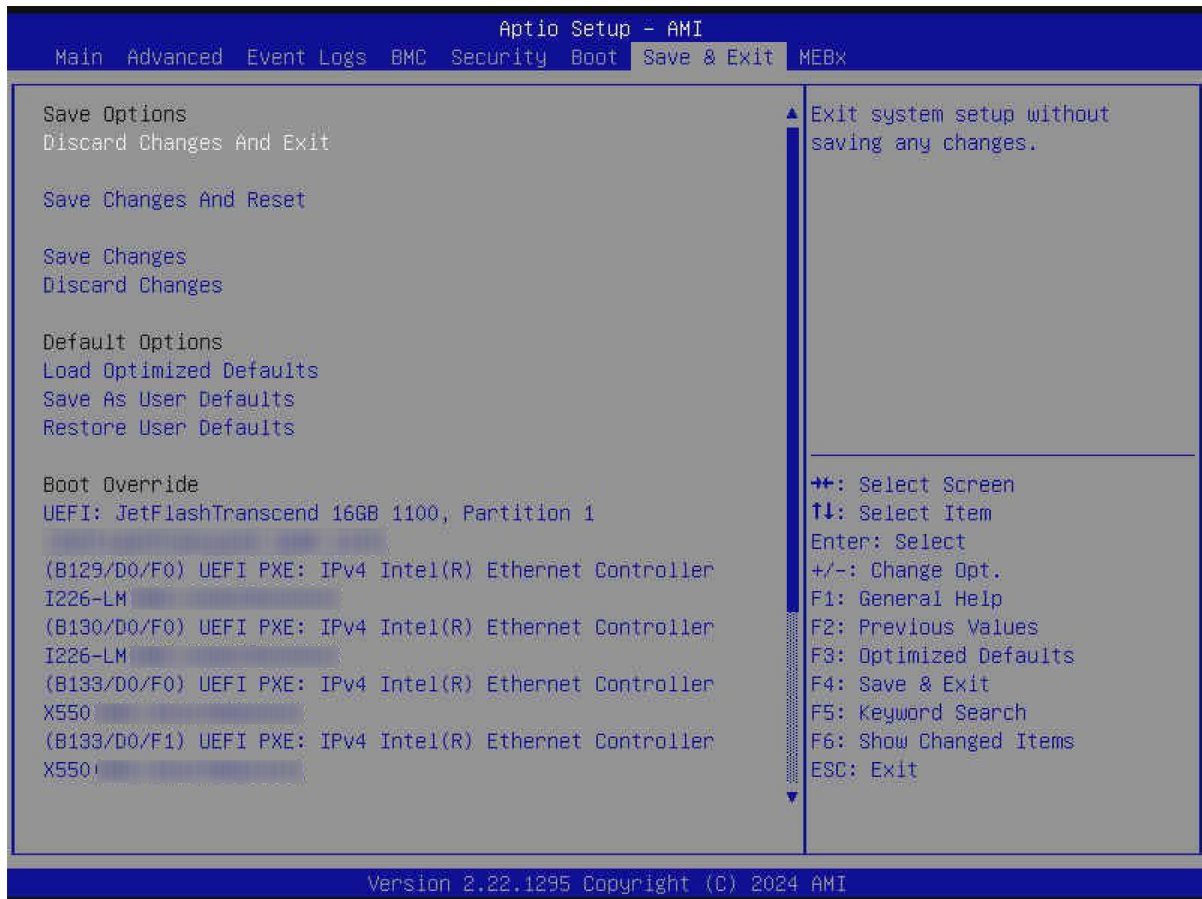 Aptio Setup - AMI
Main Advanced Event Logs BMC Security Boot Save & Exit MEBx
Save Options
Discard Changes And Exit
Save Changes And Reset
Save Changes
Discard Changes
Default Options
Load Optimized Defaults
Save As User Defaults
Restore User Defaults
Boot Override
UEFI: JetFlashTranscend 16GB 1100, Partition 1
(B129/D0/F0) UEFI PXE: IPv4 Intel(R) Ethernet Controller
I226-LM
(B130/D0/F0) UEFI PXE: IPv4 Intel(R) Ethernet Controller
I226-LM
(B133/D0/F0) UEFI PXE: IPv4 Intel(R) Ethernet Controller
X550
(B133/D0/F1) UEFI PXE: IPv4 Intel(R) Ethernet Controller
X550
Exit system setup without
saving any changes.
→←: Select Screen
↑↓: Select Item
Enter: Select
+/-: Change Opt.
F1: General Help
F2: Previous Values
F3: Optimized Defaults
F4: Save & Exit
F5: Keyword Search
F6: Show Changed Items
ESC: Exit
Version 2.22.1295 Copyright (C) 2024 AMI